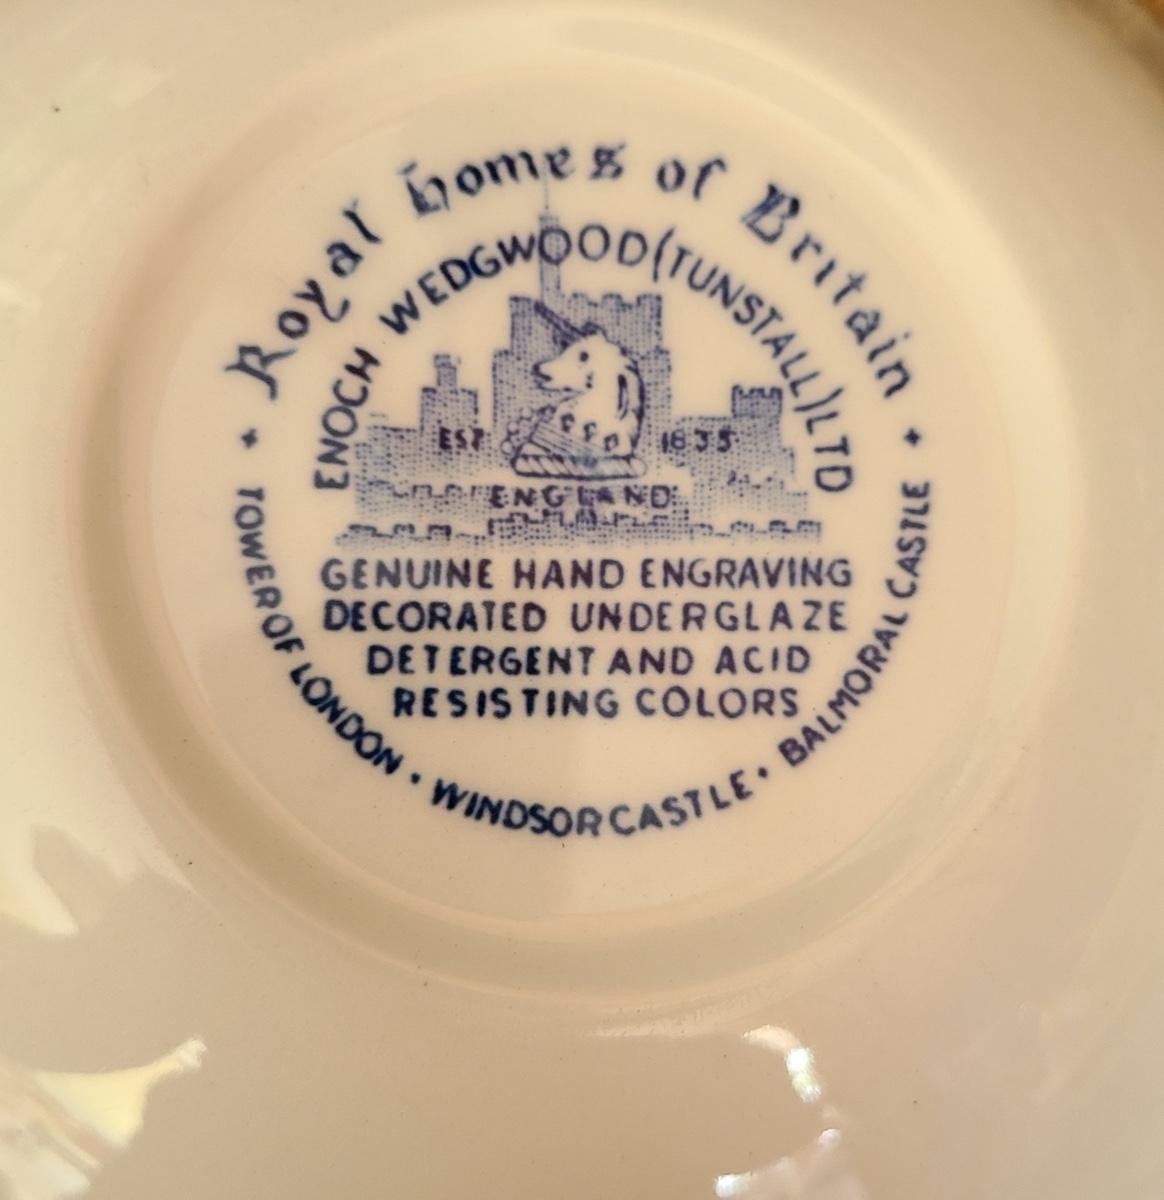 Royal homes of Britain
ENOCH WEDGWOOD (TUNSTALL) LTD
EST 1835
ENGLAND
GENUINE HAND ENGRAVING
DECORATED UNDERGLAZE
DETERGENT AND ACID
RESISTING COLORS
TOWER OF LONDON · WINDSOR CASTLE · BALMORAL CASTLE